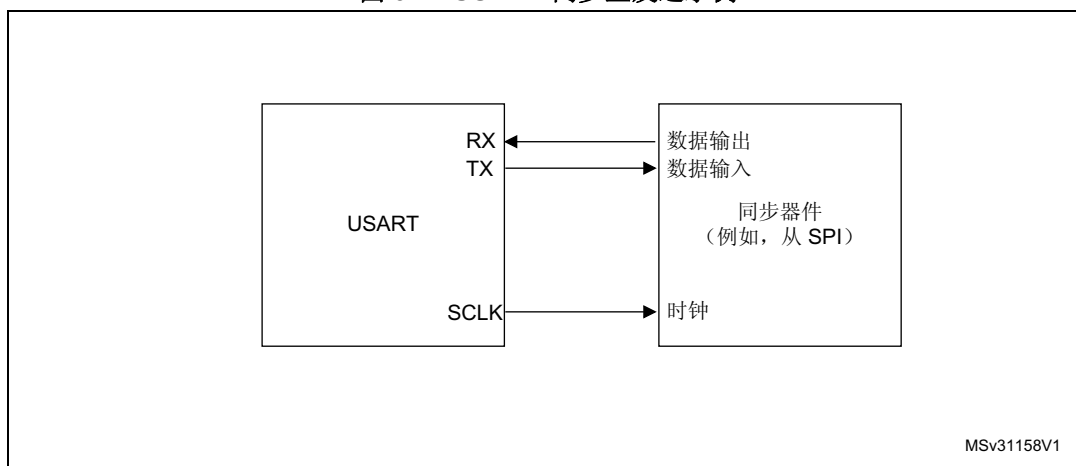 RX
数据输出
TX
数据输入
USART
同步器件
（例如，从 SPI）
SCLK
时钟
MSv31158V1